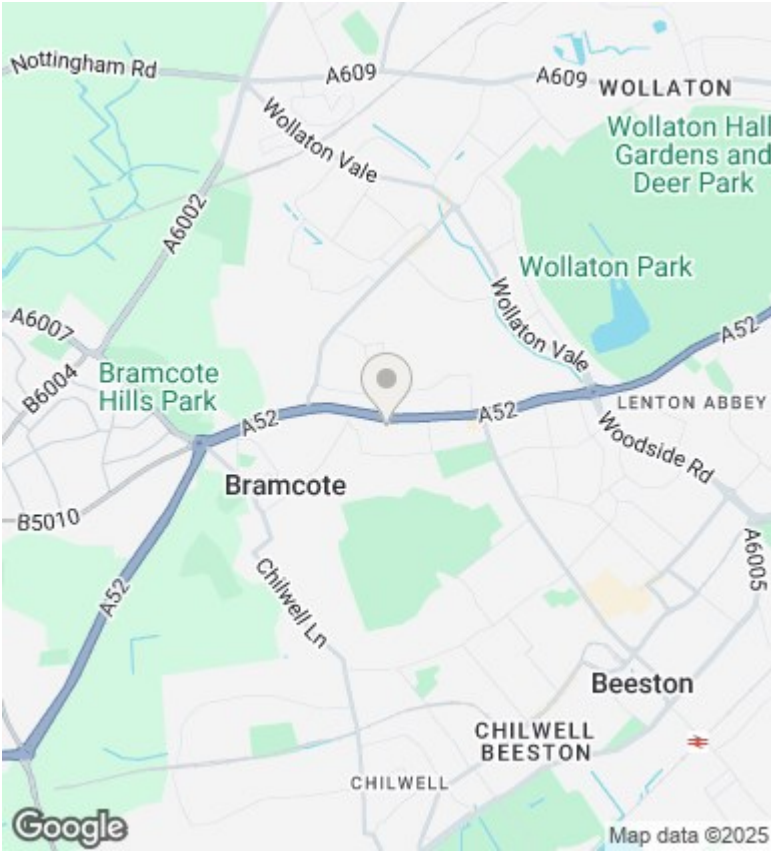 Nottingham Rd
A609
A609
WOLLATON
Wollaton Vale
Wollaton Hall
Gardens and
Deer Park
A6002
Wollaton Park
A6007
Wollaton Vale
A52
B6004
Bramcote
Hills Park
A52
A52
LENTON ABBEY
Woodside Rd
Bramcote
B5010
A6005
A52
Chilwell Ln
Beeston
CHILWELL
BEESTON
CHILWELL
Google
Map data ©2025